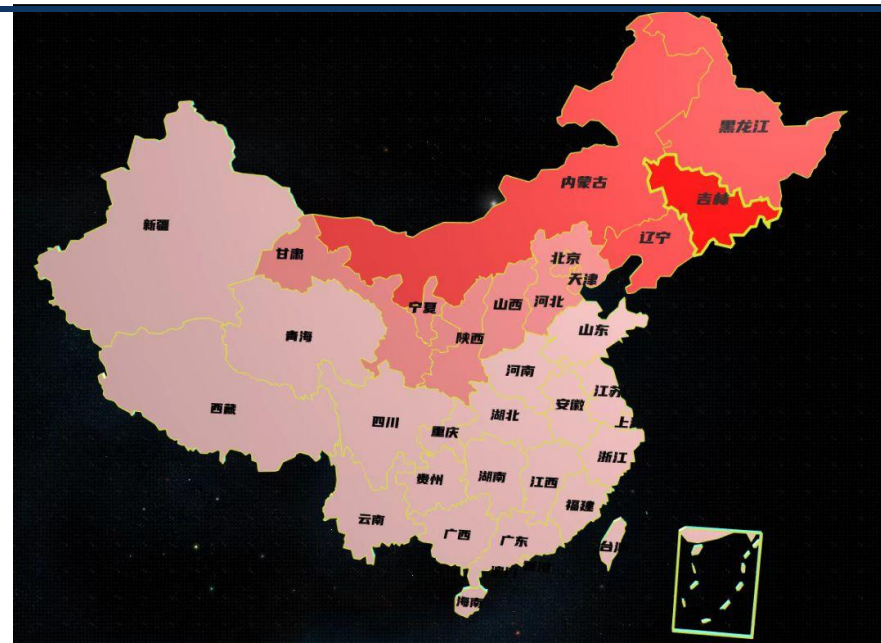 黑龙江
内蒙古
吉林
新疆
辽宁
甘肃
北京
天津
宁夏
山西
河北
青海
陕西
山东
河南
西藏
四川
重庆
湖北
安徽
江苏
上
浙江
贵州
湖南
江西
福建
云南
广西
广东
台
海南